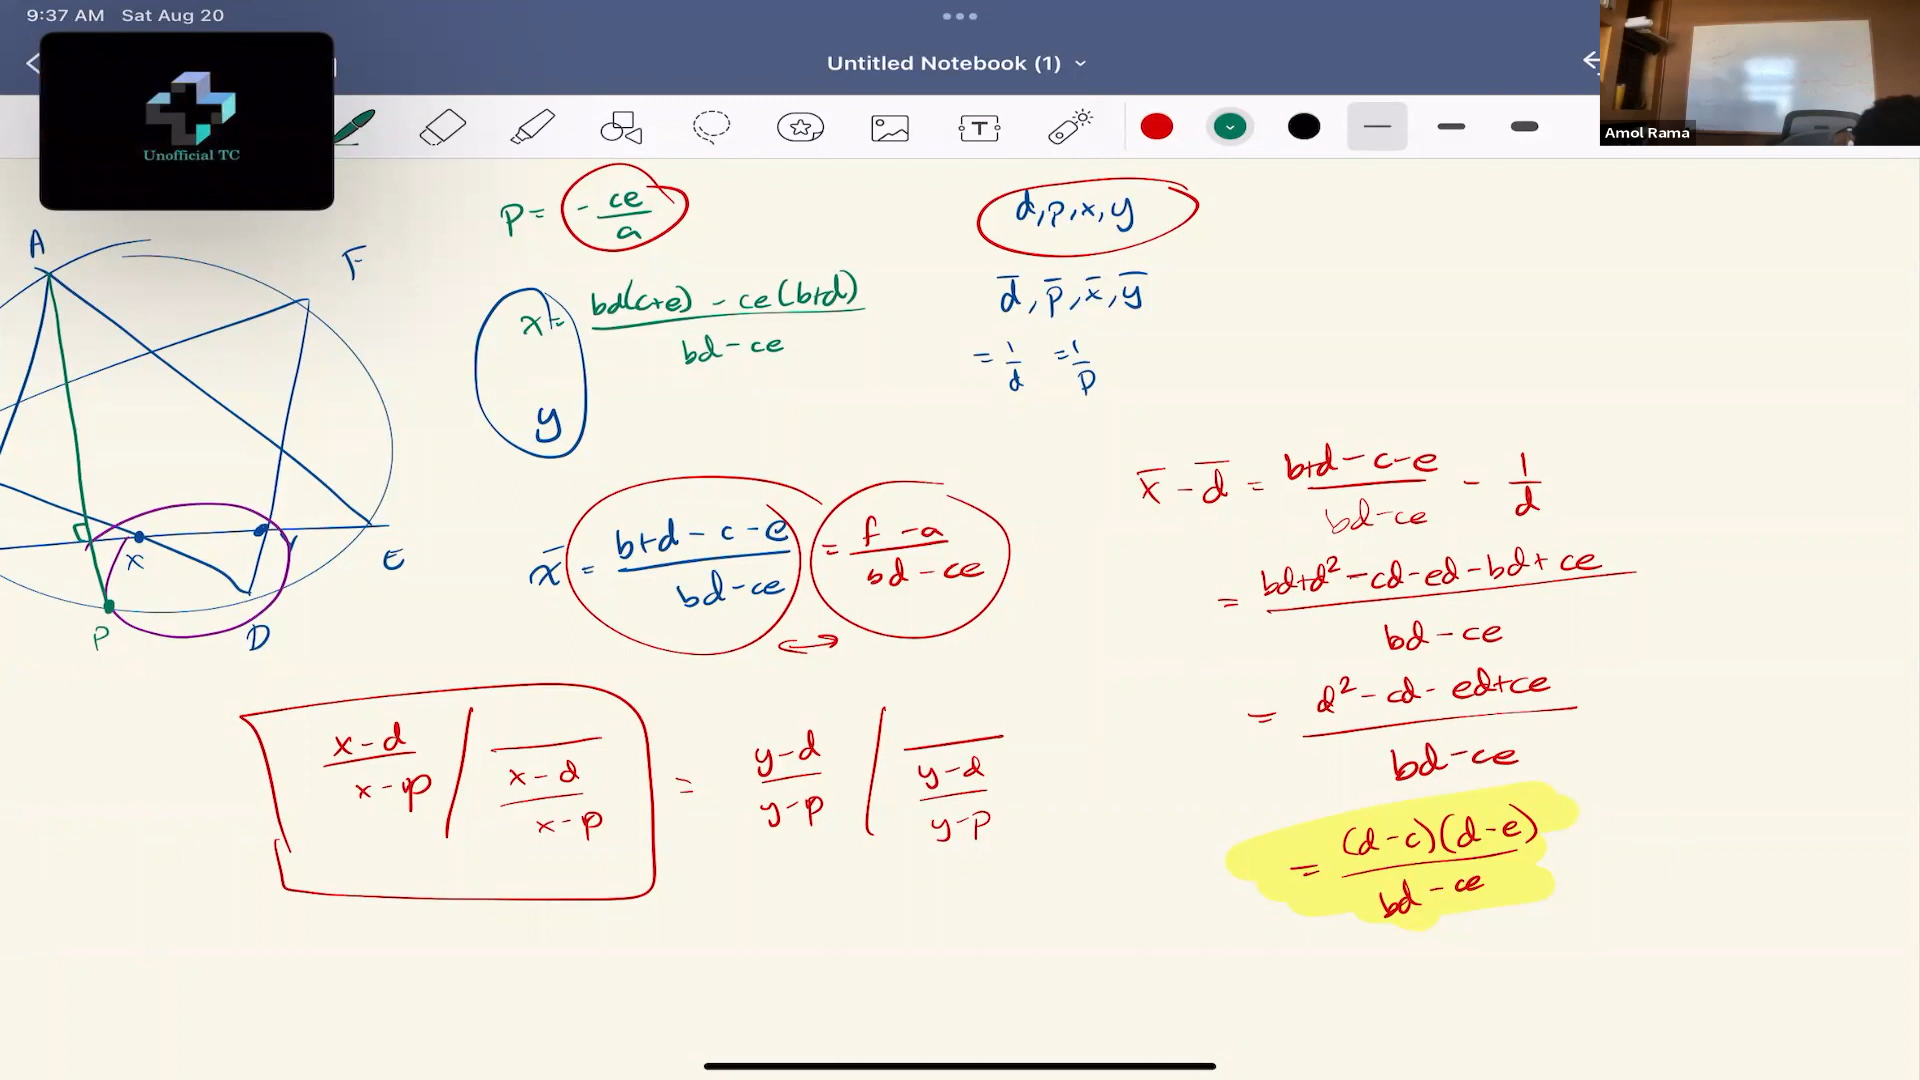 9:37 AM Sat Aug 20
Untitled Notebook (1)
Unofficial TC
T
Amol Rama
A
F
X
Y
E
P
D
p = - ce/a
d, p, x, y
x = (bd(c+e) - ce(b+d))/(bd - ce)
y
d̅, p̅, x̅, y̅
= 1/d = 1/p
x̅ = (b+d-c-e)/(bd-ce) = (f-a)/(bd-ce)
x̅ - d̅ = (b+d-c-e)/(bd-ce) - 1/d
= (bd+d²-cd-ed-bd+ce)/(bd-ce)
= (d²-cd-ed+ce)/(bd-ce)
= (d-c)(d-e)/(bd-ce)
(x-d)/(x-p) / \overline{(x-d)/(x-p)} = (y-d)/(y-p) / \overline{(y-d)/(y-p)}